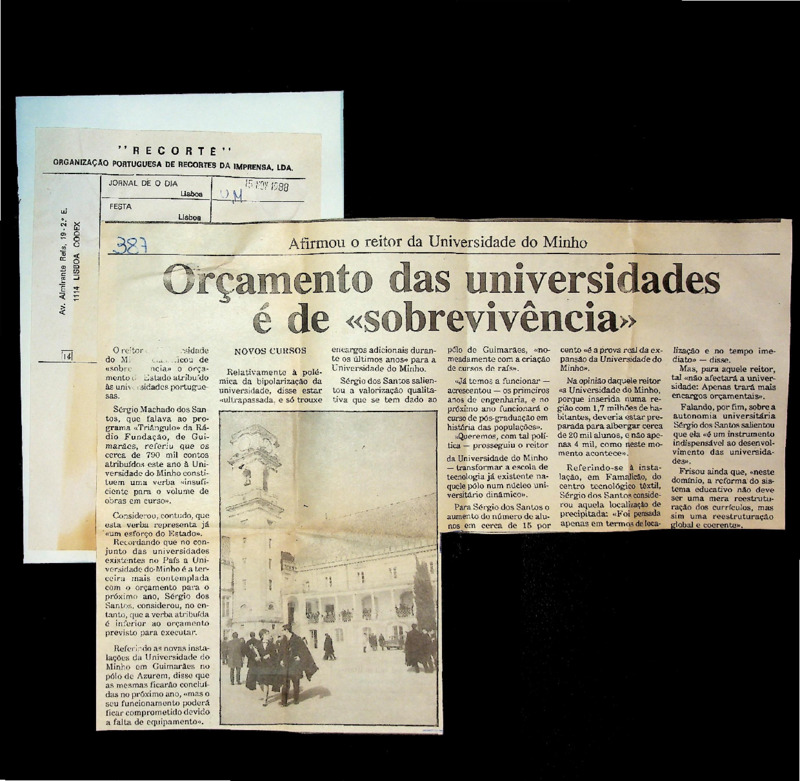 "RECORTE"
ORGANIZAÇÃO PORTUGUESA DE RECORTES DA IMPRENSA, LDA.
Av. Almirante Reis, 19-2.º E.
1114 LISBOA CODEX
JORNAL DE O DIA
Lisboa
FESTA
Lisboa
15 NOV 1988
U.M
14
387
Afirmou o reitor da Universidade do Minho
Orçamento das universidades
é de «sobrevivência»
O reitor
do
«sobre
to Estado atribuído
às universidades portugue-
sas.
Sérgio Machado dos San-
tos, que falava ao pro-
grama «Triângulo» da Rá-
dio Fundação, de Gui-
marães, referiu que os
cerca de 790 mil contos
atribuídos este ano à Uni-
versidade do Minho consti-
tuem uma verba «insufi-
ciente para o volume de
obras em curso».
Considerou, contudo, que
esta verba representa já
«um esforço do Estado».
Recordando que no con-
junto das universidades
existentes no País a Uni-
versidade do Minho é a ter-
ceira mais contemplada
com o orçamento para o
próximo ano, Sérgio dos
Santos, considerou, no en-
tanto, que a verba atribuída
é inferior ao orçamento
previsto para executar.
Referindo as novas insta-
lações da Universidade do
Minho em Guimarães no
pólo de Azurem, disse que
as mesmas ficarão concluí-
das no próximo ano, «mas o
seu funcionamento poderá
ficar comprometido devido
a falta de equipamento».
NOVOS CURSOS
Relativamente à polé-
mica da bipolarização da
universidade, disse estar
«ultrapassada, e só trouxe
encargos adicionais duran-
te os últimos anos» para a
Universidade do Minho.
Sérgio dos Santos salien-
tou a valorização qualita-
tiva que se tem dado ao
pólo de Guimarães, «no-
meadamente com a criação
de cursos de raís».
«Já temos a funcionar —
acrescentou — os primeiros
anos de engenharia, e no
próximo ano funcionará o
curso de pós-graduação em
história das populações».
«Queremos, com tal polí-
tica — prosseguiu o reitor
da Universidade do Minho
— transformar a escola de
tecnologia já existente na-
quele pólo num núcleo uni-
versitário dinâmico».
Para Sérgio dos Santos o
aumento do número de alu-
nos em cerca de 15 por
cento «é a prova real da ex-
pansão da Universidade do
Minho».
Na opinião daquele reitor
«a Universidade do Minho,
porque inserida numa re-
gião com 1,7 milhões de ha-
bitantes, deveria estar pre-
parada para albergar cerca
de 20 mil alunos, e não ape-
nas 4 mil, como neste mo-
mento acontece».
Referindo-se à insta-
lação, em Famalicão, do
centro tecnológico têxtil,
Sérgio dos Santos conside-
rou aquela localização de
precipitada: «Foi pensada
apenas em termos de loca-
lização e no tempo ime-
diato» — disse.
Mas, para aquele reitor,
tal «não afectará a univer-
sidade: Apenas trará mais
encargos orçamentais».
Falando, por fim, sobre a
autonomia universitária
Sérgio dos Santos salientou
que ela «é um instrumento
indispensável ao desenvol-
vimento das universida-
des».
Frisou ainda que, «neste
domínio, a reforma do sis-
tema educativo não deve
ser uma mera reestrutu-
ração dos currículos, mas
sim uma reestruturação
global e coerente».